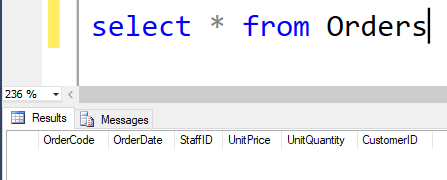 select * from Orders
236 %
Results Messages
OrderCode OrderDate StaffID UnitPrice UnitQuantity CustomerID